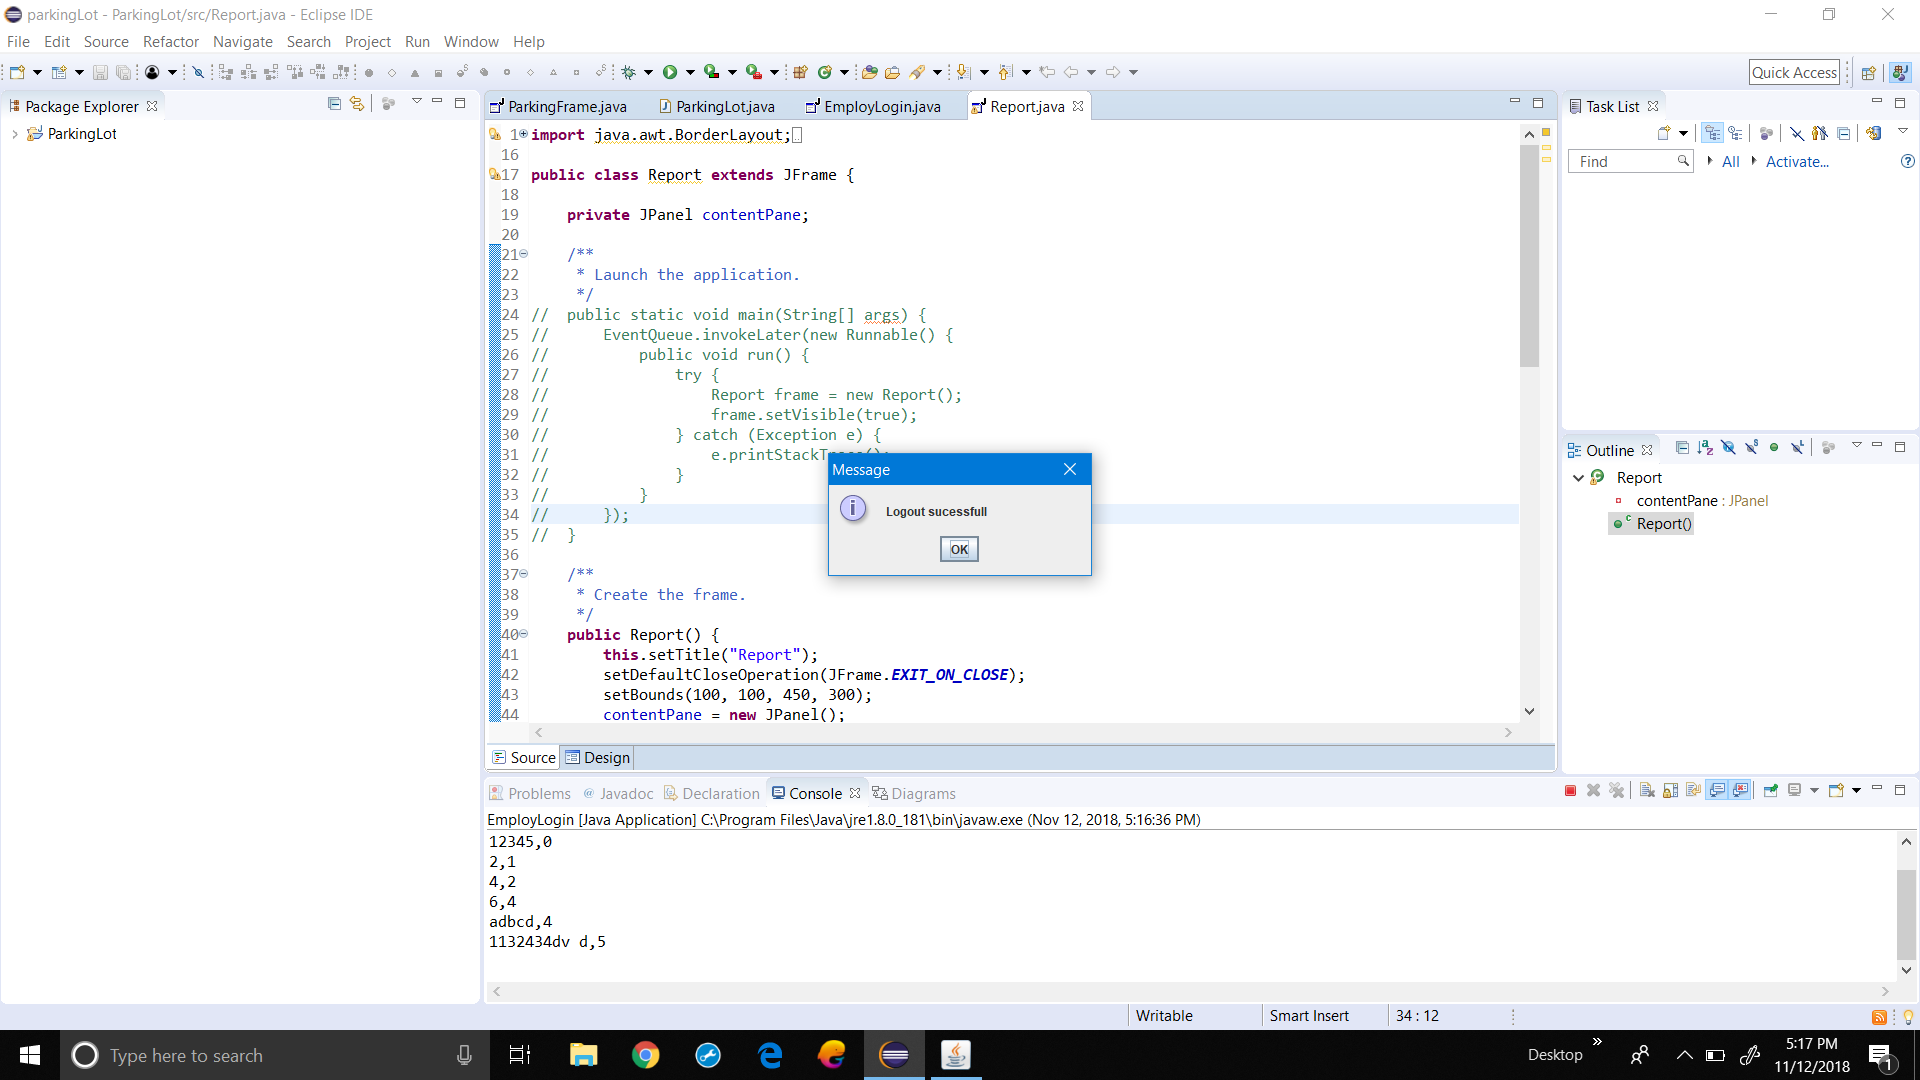 parkingLot - ParkingLot/src/Report.java - Eclipse IDE
File Edit Source Refactor Navigate Search Project Run Window Help
Quick Access
Package Explorer
ParkingLot
ParkingFrame.java ParkingLot.java EmployLogin.java Report.java
1 import java.awt.BorderLayout;
16
17 public class Report extends JFrame {
18
19 private JPanel contentPane;
20
21 /**
22 * Launch the application.
23 */
24 // public static void main(String[] args) {
25 // EventQueue.invokeLater(new Runnable() {
26 // public void run() {
27 // try {
28 // Report frame = new Report();
29 // frame.setVisible(true);
30 // } catch (Exception e) {
31 // e.printStackTrace();
32 // }
33 // }
34 // });
35 // }
36
37 /**
38 * Create the frame.
39 */
40 public Report() {
41 this.setTitle("Report");
42 setDefaultCloseOperation(JFrame.EXIT_ON_CLOSE);
43 setBounds(100, 100, 450, 300);
44 contentPane = new JPanel();
Message
Logout sucessfull
OK
Source Design
Task List
Find All Activate...
Outline
Report
contentPane : JPanel
Report()
Problems @ Javadoc Declaration Console Diagrams
EmployLogin [Java Application] C:\Program Files\Java\jre1.8.0_181\bin\javaw.exe (Nov 12, 2018, 5:16:36 PM)
12345,0
2,1
4,2
6,4
adbcd,4
1132434dv d,5
Writable Smart Insert 34 : 12
Type here to search
Desktop
5:17 PM
11/12/2018
1